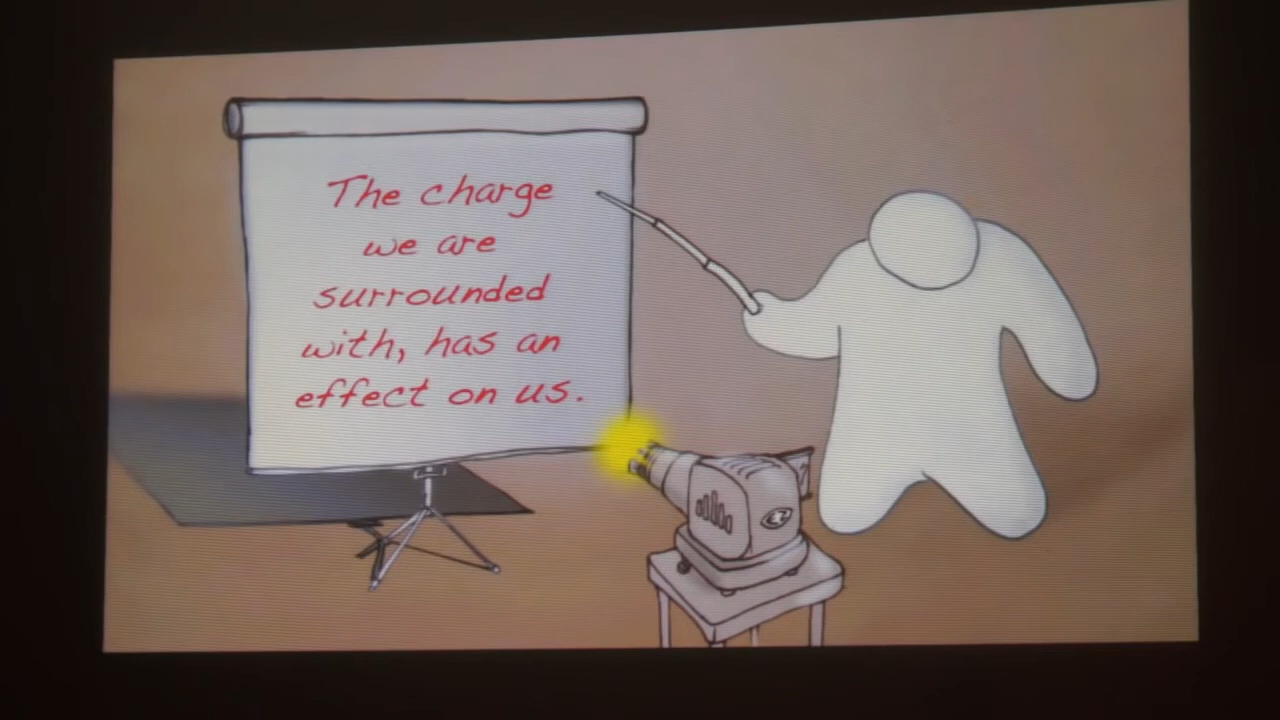 The charge
we are
surrounded
with, has an
effect on us.